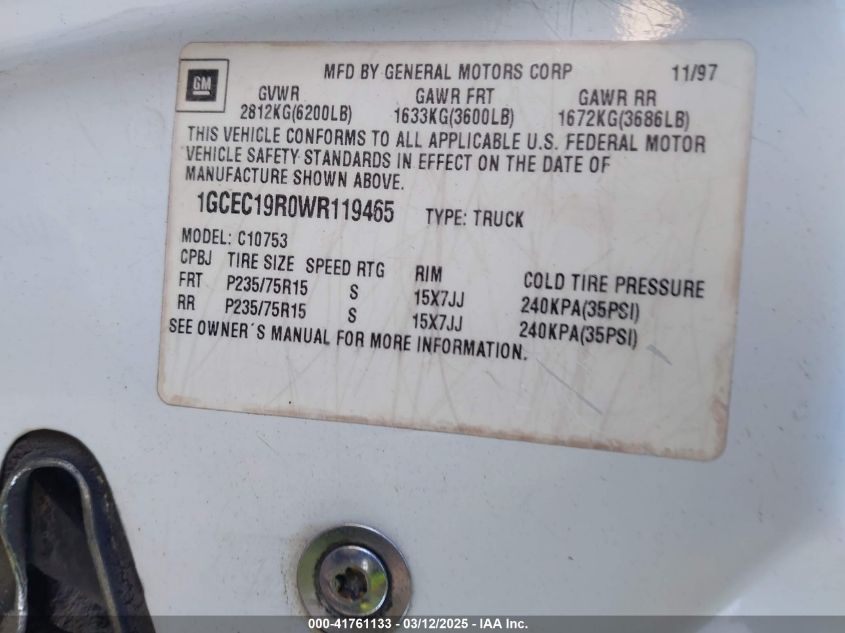 GM
MFD BY GENERAL MOTORS CORP 11/97
GVWR GAWR FRT GAWR RR
2812KG(6200LB) 1633KG(3600LB) 1672KG(3686LB)
THIS VEHICLE CONFORMS TO ALL APPLICABLE U.S. FEDERAL MOTOR
VEHICLE SAFETY STANDARDS IN EFFECT ON THE DATE OF
MANUFACTURE SHOWN ABOVE.
1GCEC19R0WR119465 TYPE: TRUCK
MODEL: C10753
CPBJ TIRE SIZE SPEED RTG RIM COLD TIRE PRESSURE
FRT P235/75R15 S 15X7JJ 240KPA(35PSI)
RR P235/75R15 S 15X7JJ 240KPA(35PSI)
SEE OWNER´S MANUAL FOR MORE INFORMATION.
000-41761133 - 03/12/2025 - IAA Inc.